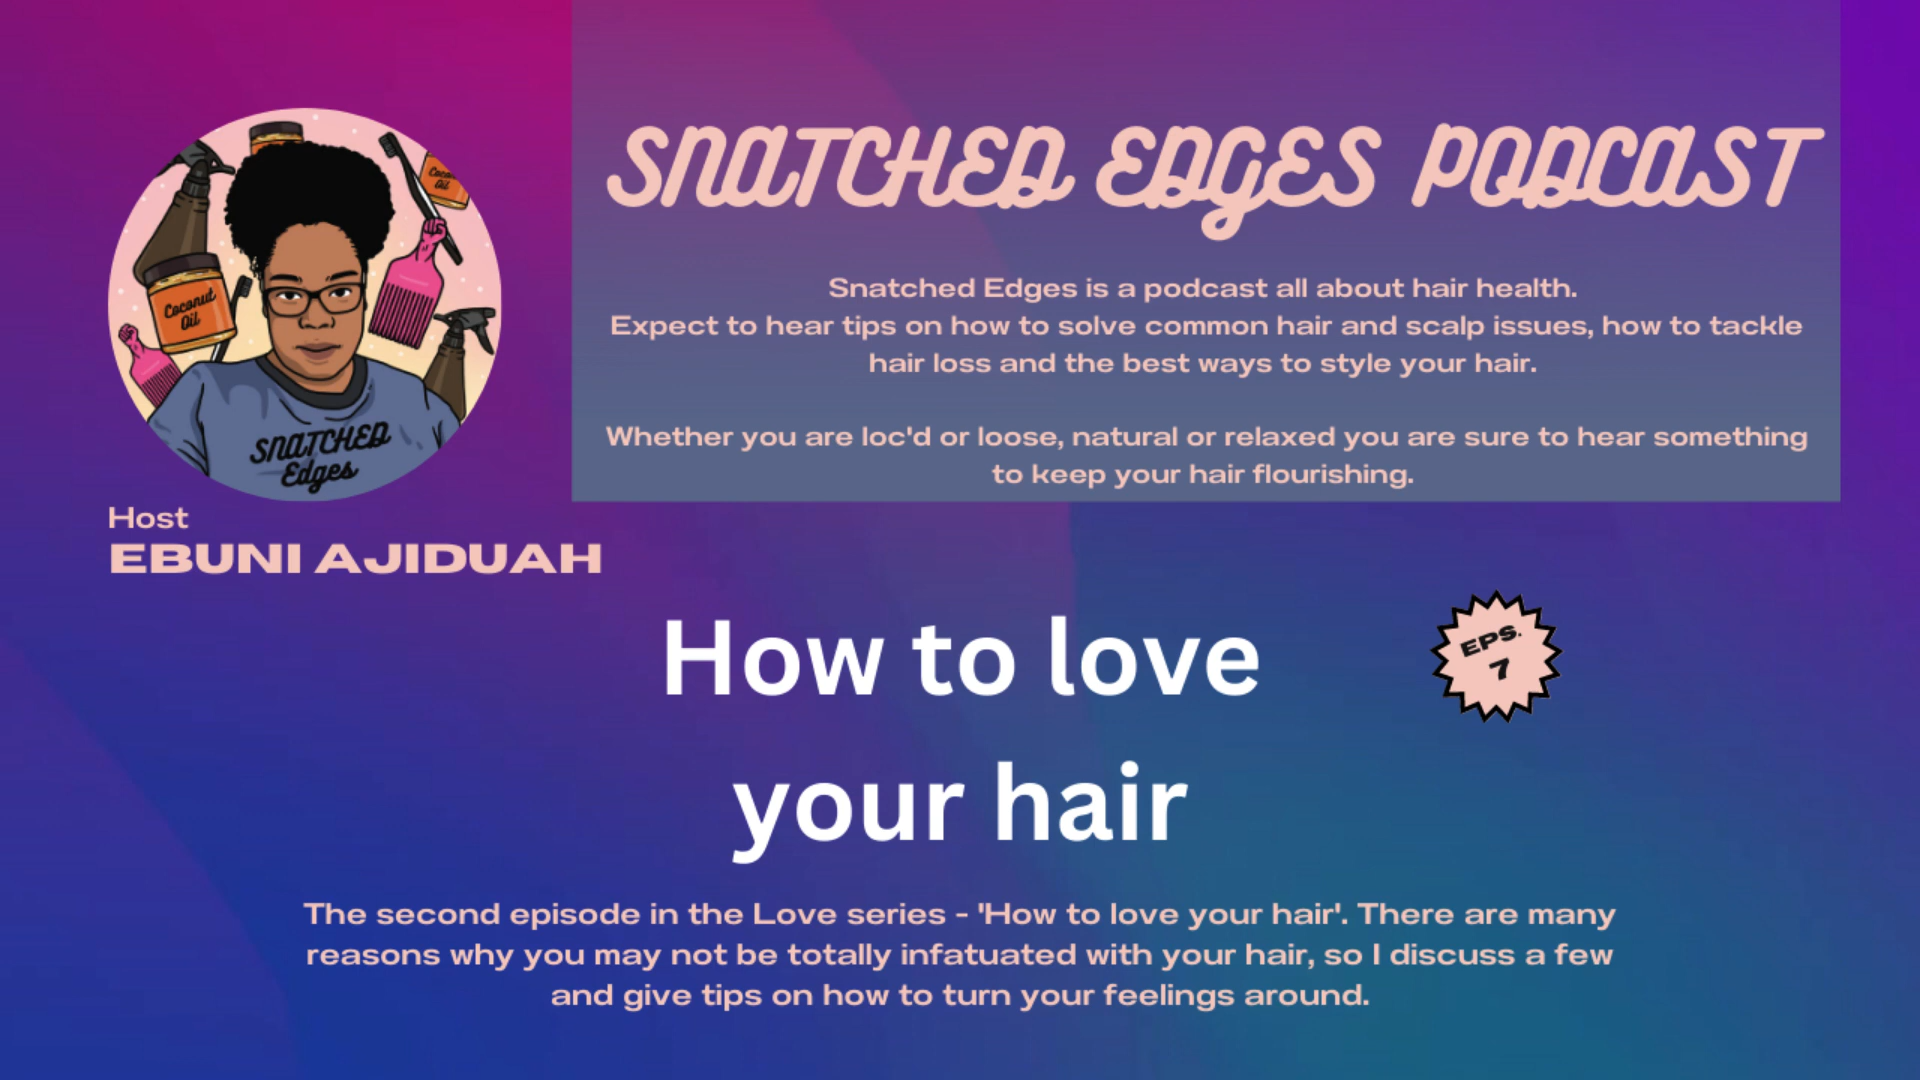 SNATCHED EDGES PODCAST
Snatched Edges is a podcast all about hair health.
Expect to hear tips on how to solve common hair and scalp issues, how to tackle
hair loss and the best ways to style your hair.
Whether you are loc'd or loose, natural or relaxed you are sure to hear something
to keep your hair flourishing.
Coconut
Oil
Coconut
Oil
SNATCHED
Edges
Host
EBUNI AJIDUAH
How to love
your hair
EPS.
7
The second episode in the Love series - 'How to love your hair'. There are many
reasons why you may not be totally infatuated with your hair, so I discuss a few
and give tips on how to turn your feelings around.